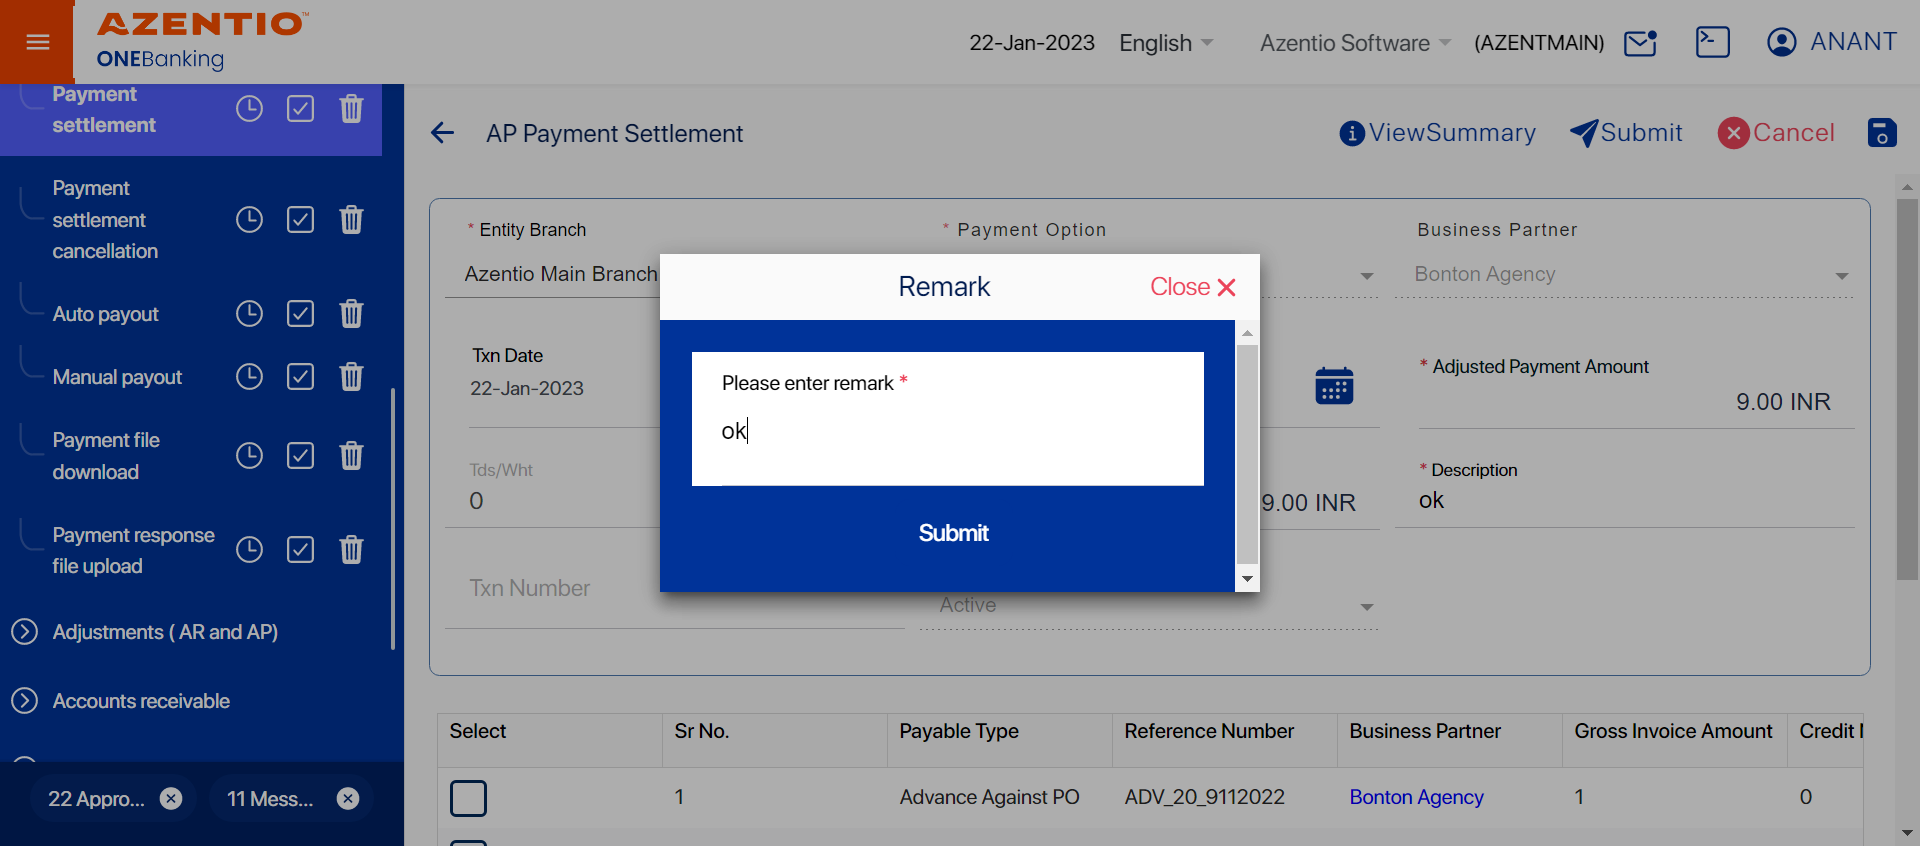 AZENTIO™
ONEBanking
22-Jan-2023 English Azentio Software (AZENTMAIN) ANANT
Payment
settlement
Payment
settlement
cancellation
Auto payout
Manual payout
Payment file
download
Payment response
file upload
Adjustments ( AR and AP)
Accounts receivable
22 Appro... 11 Mess...
AP Payment Settlement ViewSummary Submit Cancel
* Entity Branch * Payment Option Business Partner
Azentio Main Branch Bonton Agency
Remark Close
Please enter remark *
ok
Submit
Txn Date * Adjusted Payment Amount
22-Jan-2023 9.00 INR
Tds/Wht * Description
0 9.00 INR ok
Txn Number
Active
Select Sr No. Payable Type Reference Number Business Partner Gross Invoice Amount Credit
1 Advance Against PO ADV_20_9112022 Bonton Agency 1 0